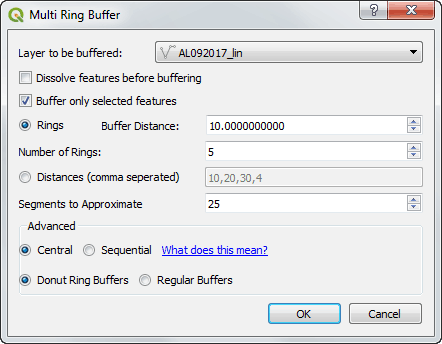 Multi Ring Buffer
Layer to be buffered: AL092017_lin
Dissolve features before buffering
Buffer only selected features
Rings Buffer Distance: 10.0000000000
Number of Rings: 5
Distances (comma seperated) 10,20,30,4
Segments to Approximate 25
Advanced
Central Sequential What does this mean?
Donut Ring Buffers Regular Buffers
OK Cancel